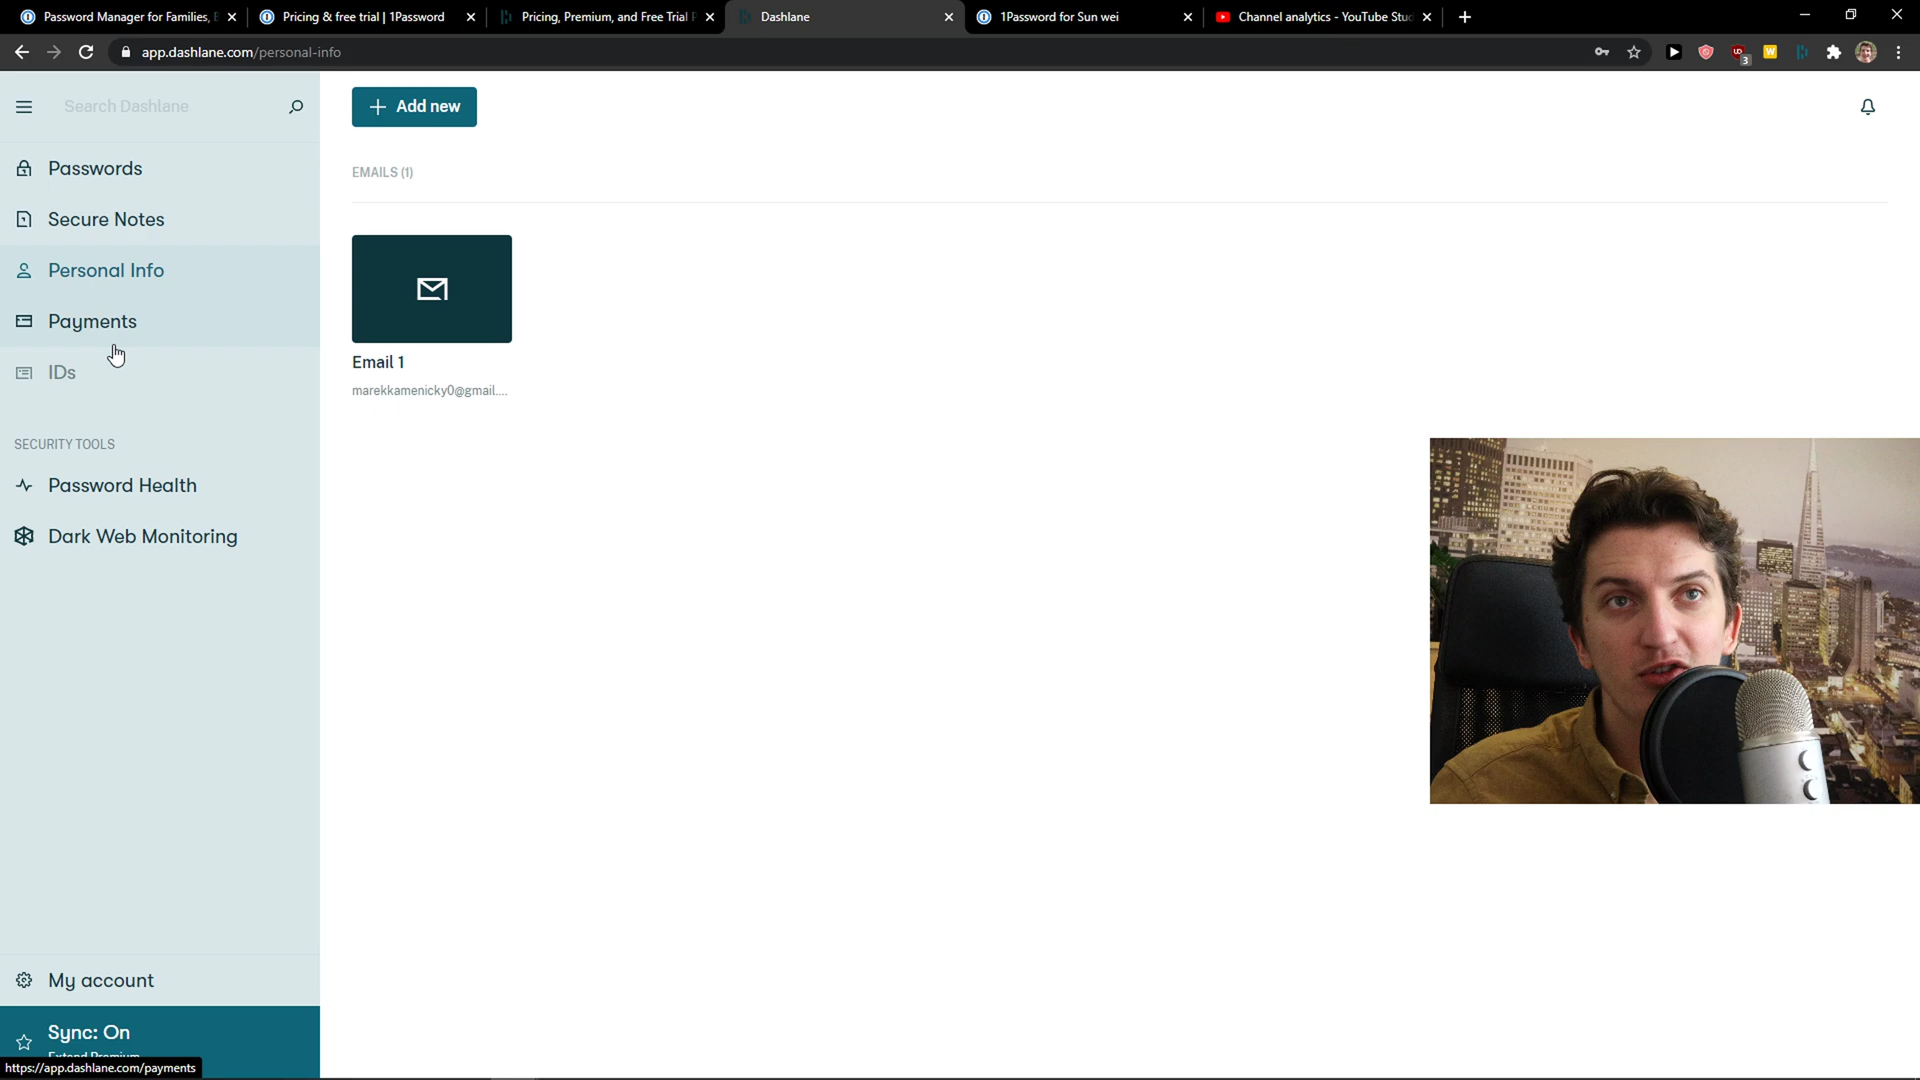 Password Manager for Families,
Pricing & free trial | 1Password
Pricing, Premium, and Free Trial
Dashlane
1Password for Sun wei
Channel analytics - YouTube Stu
app.dashlane.com/personal-info
3
Search Dashlane
Add new
Passwords
EMAILS (1)
Secure Notes
Personal Info
Payments
Email 1
IDs
marekkamenicky0@gmail....
SECURITY TOOLS
Password Health
Dark Web Monitoring
My account
Sync: On
Extend Premium
https://app.dashlane.com/payments